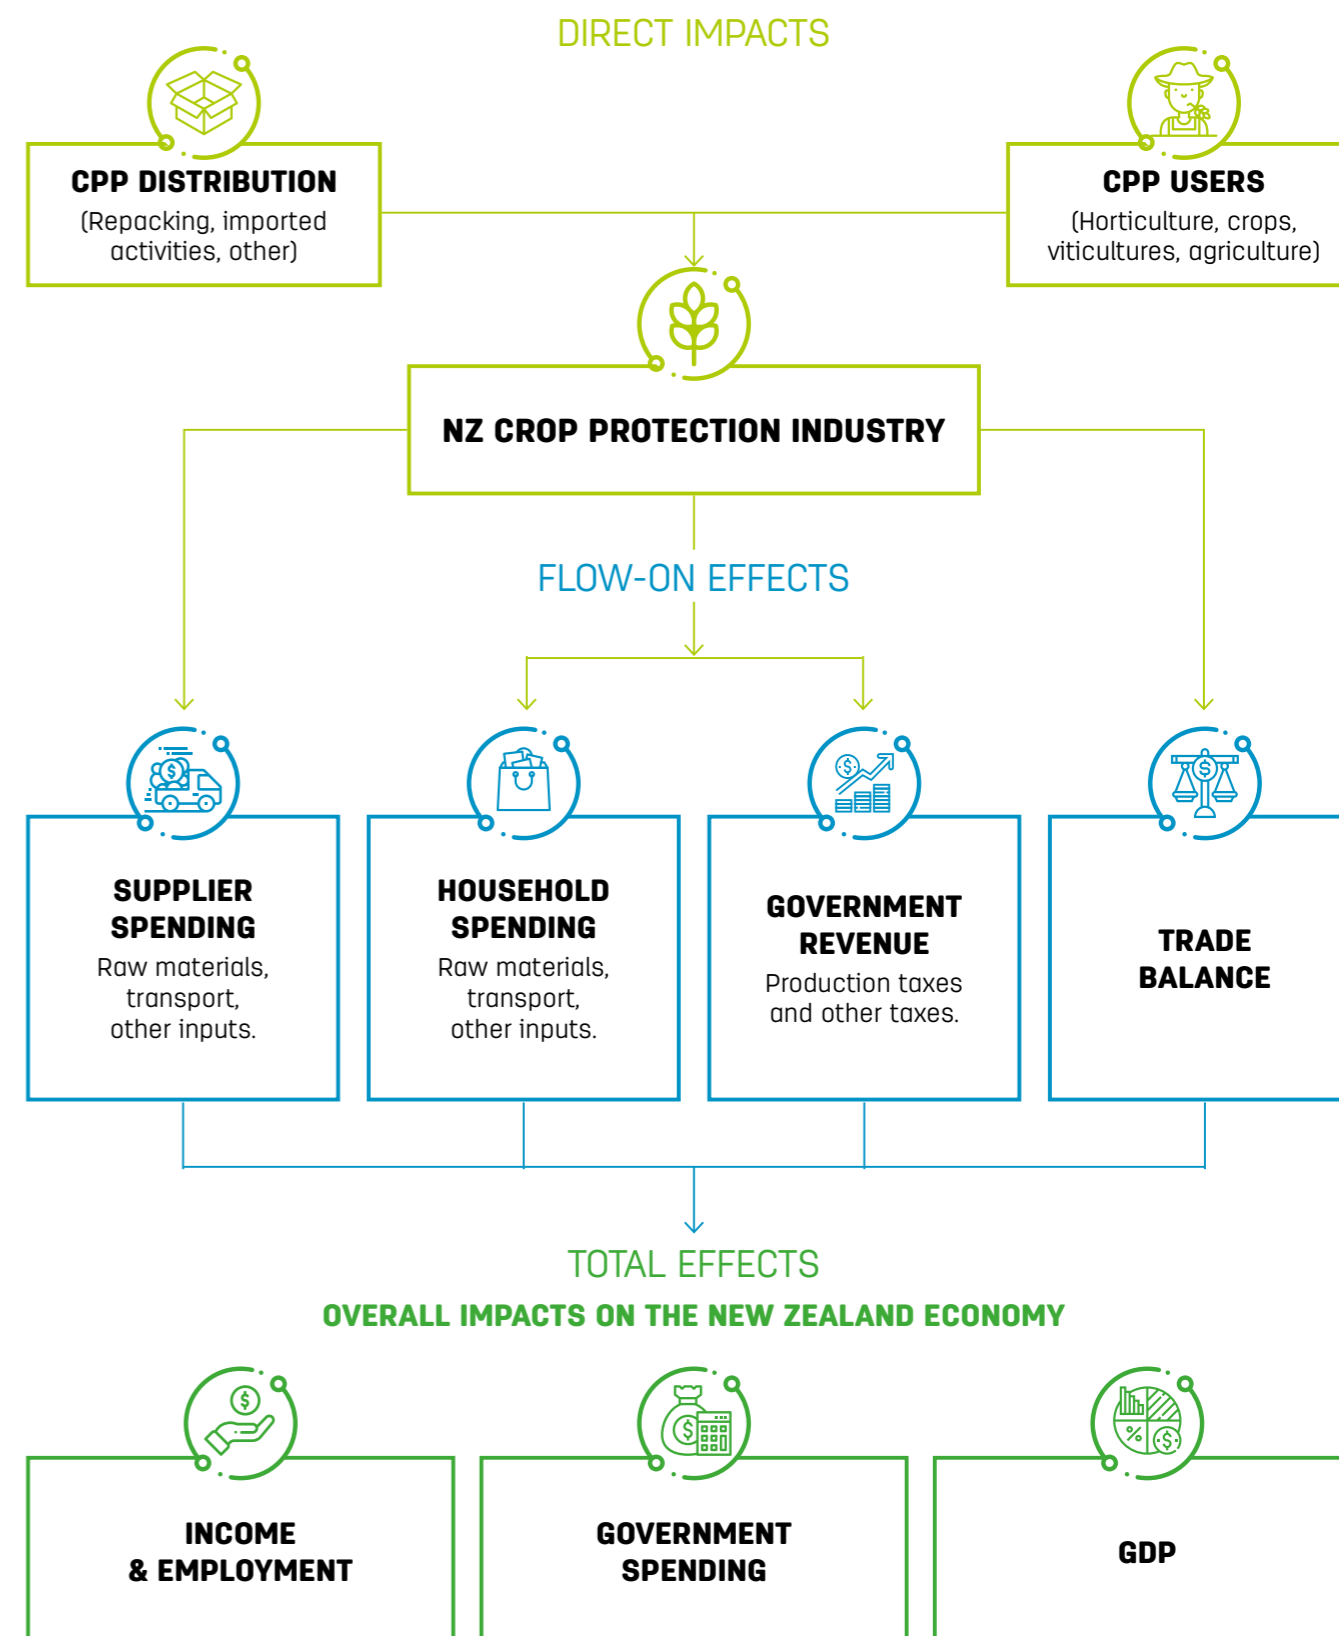 DIRECT IMPACTS
CPP DISTRIBUTION
(Repacking, imported
activities, other)
CPP USERS
(Horticulture, crops,
viticultures, agriculture)
NZ CROP PROTECTION INDUSTRY
FLOW-ON EFFECTS
SUPPLIER
SPENDING
Raw materials,
transport,
other inputs.
HOUSEHOLD
SPENDING
Raw materials,
transport,
other inputs.
GOVERNMENT
REVENUE
Production taxes
and other taxes.
TRADE
BALANCE
TOTAL EFFECTS
OVERALL IMPACTS ON THE NEW ZEALAND ECONOMY
INCOME
& EMPLOYMENT
GOVERNMENT
SPENDING
GDP